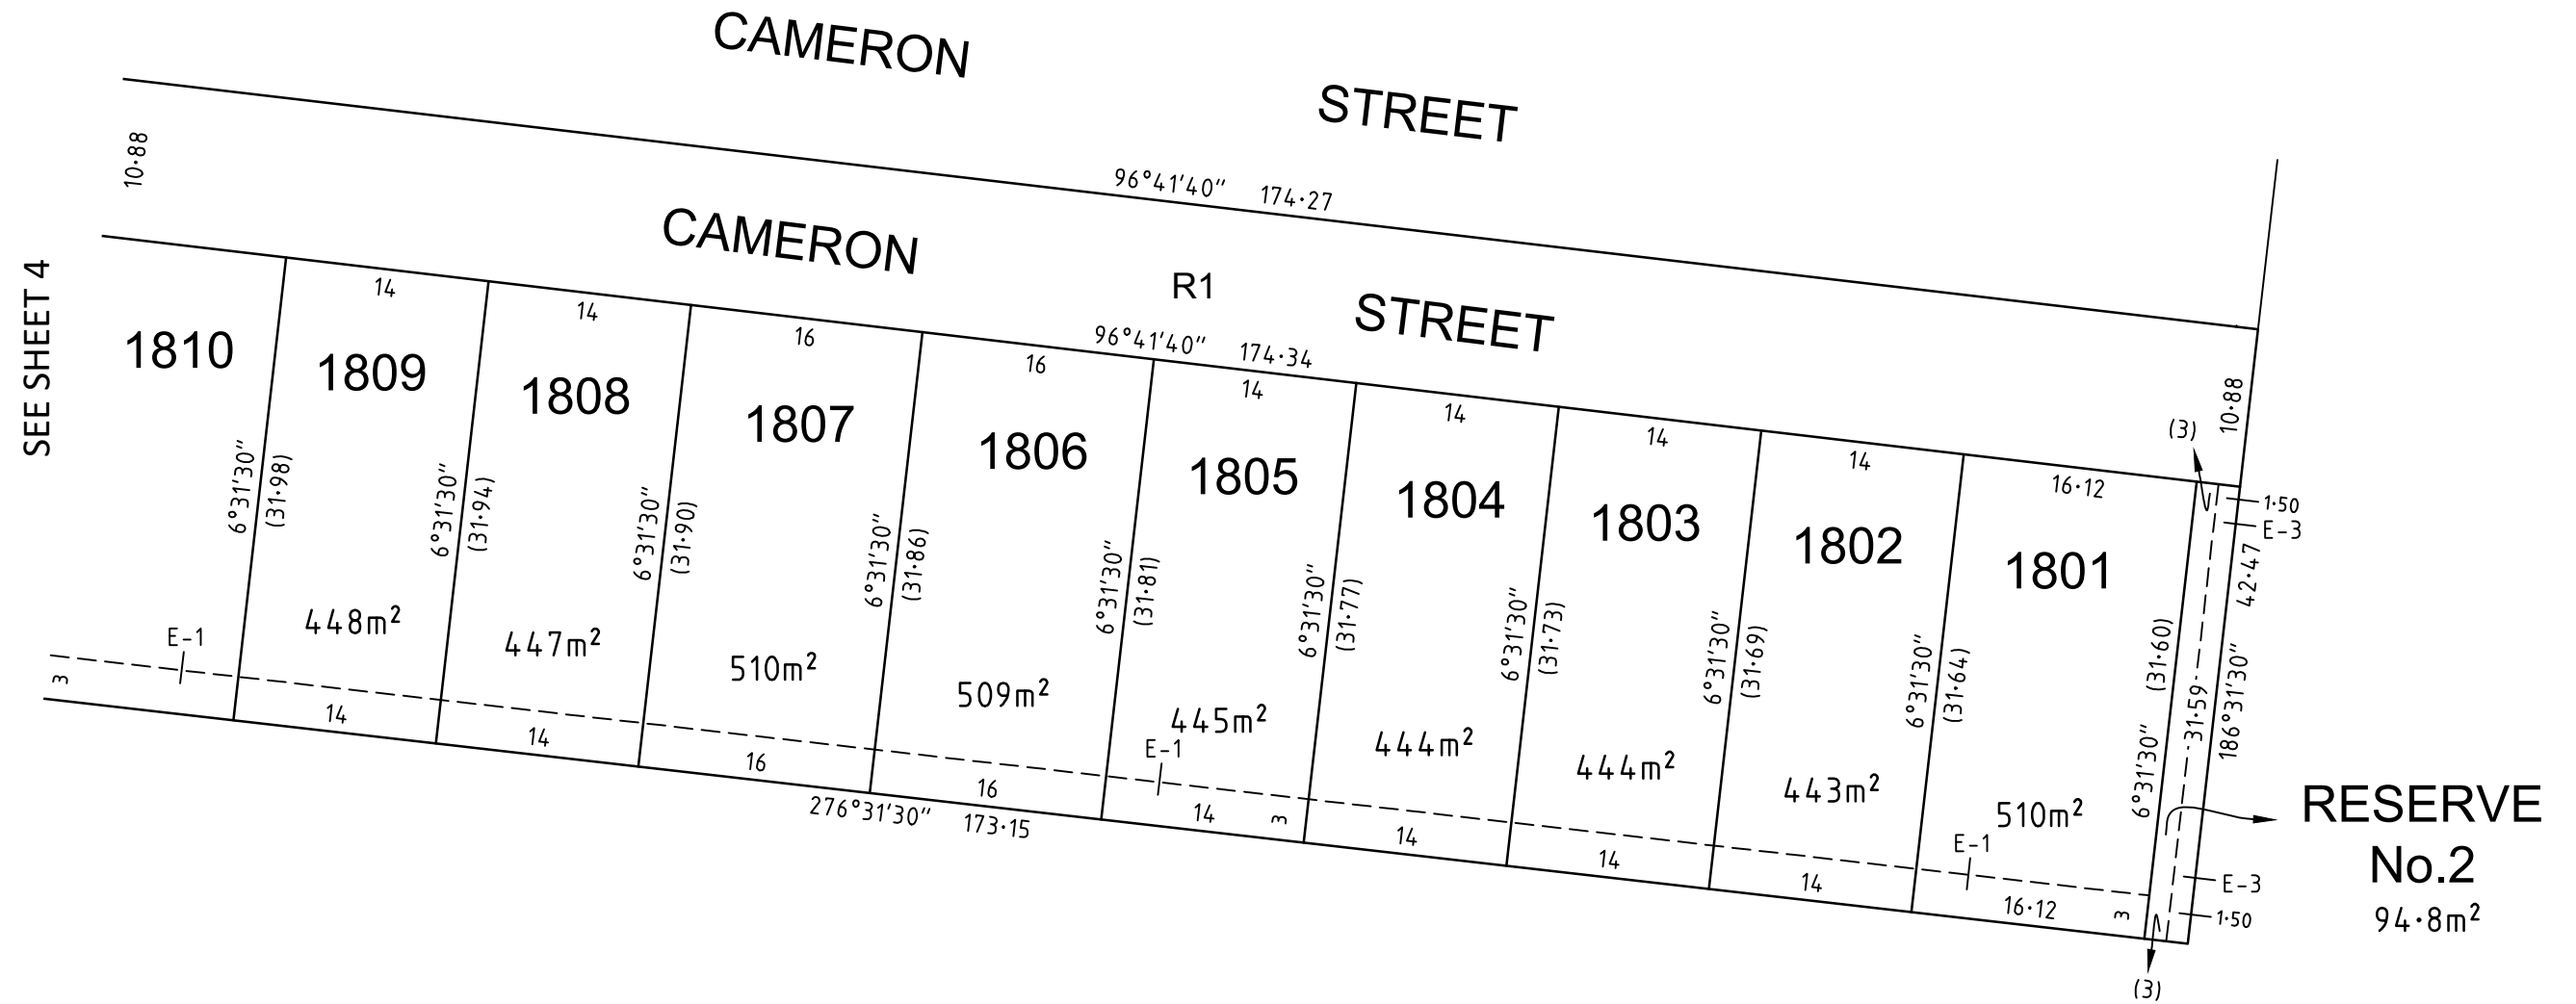 CAMERON
STREET
10·88
96°41'40" 174·27
CAMERON
R1
STREET
96°41'40" 174·34
SEE SHEET 4
14
14
16
16
14
14
14
14
16·12
(3)
10·88
1·50
E-3
42·47
186°31'30"
1810
1809
1808
1807
1806
1805
1804
1803
1802
1801
6°31'30"
(31·98)
6°31'30"
(31·94)
6°31'30"
(31·90)
6°31'30"
(31·86)
6°31'30"
(31·81)
6°31'30"
(31·77)
6°31'30"
(31·73)
6°31'30"
(31·69)
6°31'30"
(31·64)
6°31'30"
(31·60)
31·59
448m²
447m²
510m²
509m²
445m²
444m²
444m²
443m²
510m²
E-1
E-1
E-1
3
14
14
16
16
14
3
14
14
14
16·12
3
276°31'30" 173·15
RESERVE
No.2
94·8m²
E-3
1·50
(3)